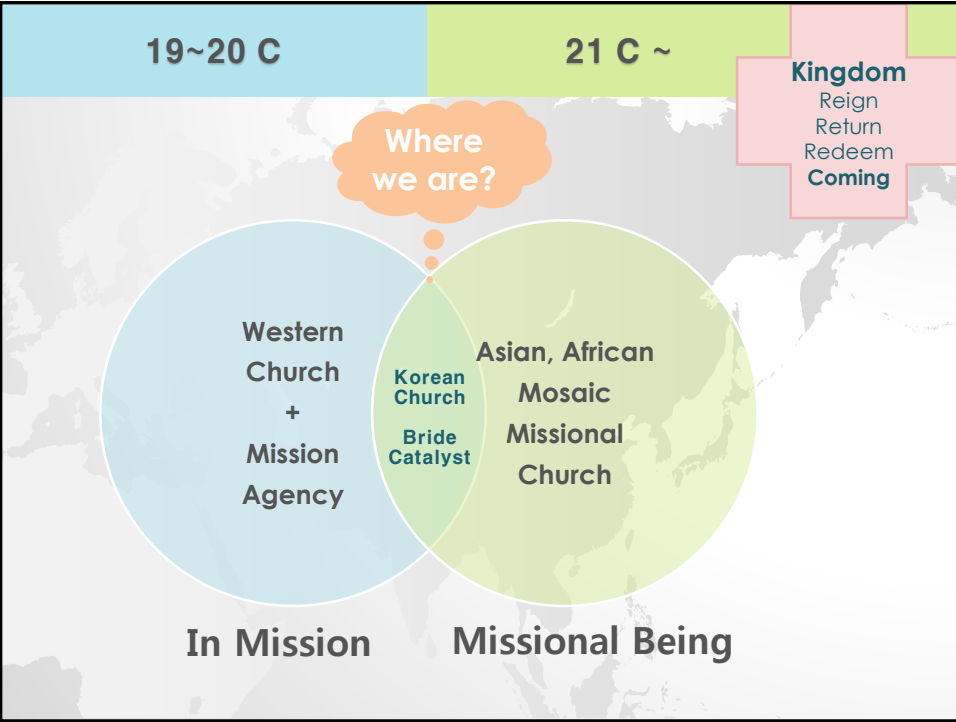 19~20 C
21 C ~
Kingdom
Reign
Return
Redeem
Coming
Where
we are?
Western
Church
+
Mission
Agency
Korean
Church
Bride
Catalyst
Asian, African
Mosaic
Missional
Church
In Mission
Missional Being